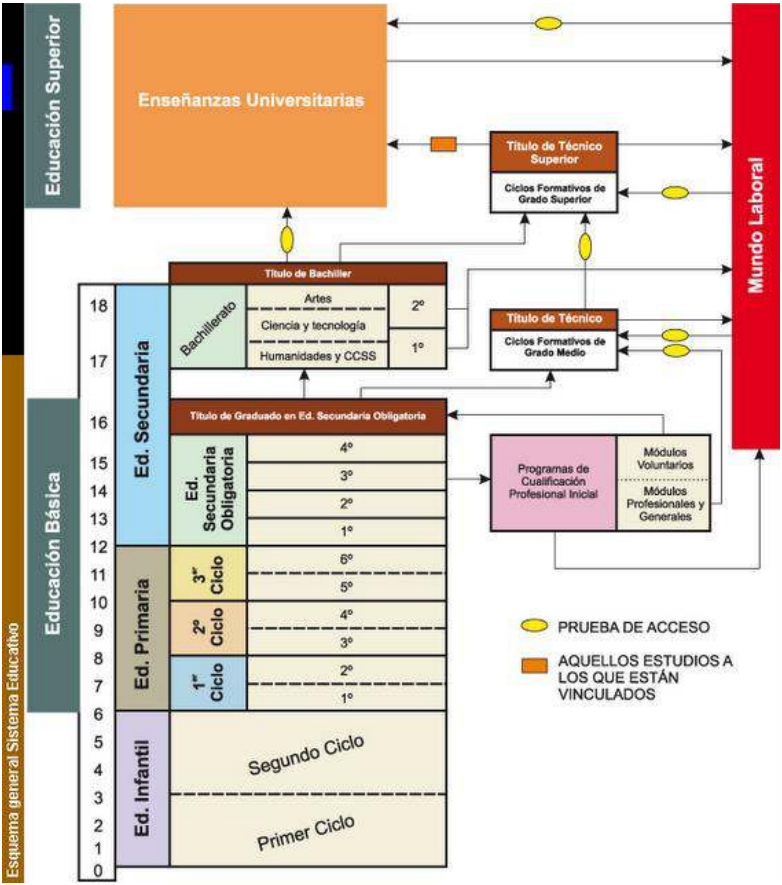 Esquema general Sistema Educativo
Educación Superior
Educación Básica
Enseñanzas Universitarias
Mundo Laboral
Título de Técnico
Superior
Ciclos Formativos de
Grado Superior
Título de Bachiller
Bachillerato
Artes
Ciencia y tecnología
Humanidades y CCSS
2º
1º
Título de Técnico
Ciclos Formativos de
Grado Medio
18
17
16
15
14
13
12
11
10
9
8
7
6
5
4
3
2
1
0
Ed. Secundaria
Título de Graduado en Ed. Secundaria Obligatoria
Ed.
Secundaria
Obligatoria
4º
3º
2º
1º
Programas de
Cualificación
Profesional Inicial
Módulos
Voluntarios
Módulos
Profesionales y
Generales
Ed. Primaria
3er
Ciclo
6º
5º
2º
Ciclo
4º
3º
1er
Ciclo
2º
1º
Ed. Infantil
Segundo Ciclo
Primer Ciclo
PRUEBA DE ACCESO
AQUELLOS ESTUDIOS A
LOS QUE ESTÁN
VINCULADOS